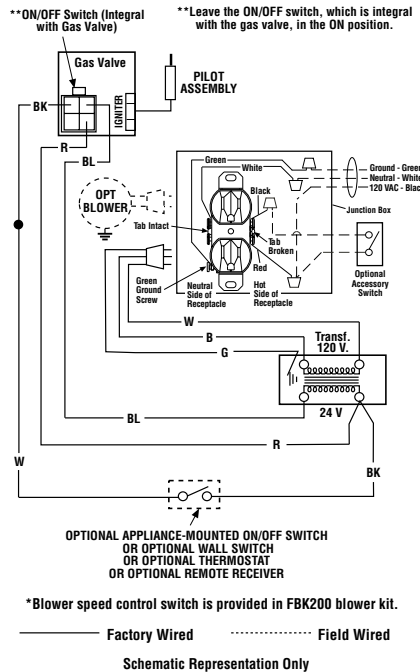 **ON/OFF Switch (Integral
with Gas Valve)
**Leave the ON/OFF switch, which is integral
with the gas valve, in the ON position.
Gas Valve
PILOT
ASSEMBLY
IGNITER
BK
R
BL
Green
White
Ground - Green
Neutral - White
120 VAC - Black
OPT
BLOWER
Black
Junction Box
Tab Intact
Tab
Broken
Green
Ground
Screw
Neutral
Side of
Receptacle
Red
Hot
Side of
Receptacle
Optional
Accessory
Switch
W
B
G
Transf.
120 V.
24 V
BL
R
W
BK
OPTIONAL APPLIANCE-MOUNTED ON/OFF SWITCH
OR OPTIONAL WALL SWITCH
OR OPTIONAL THERMOSTAT
OR OPTIONAL REMOTE RECEIVER
*Blower speed control switch is provided in FBK200 blower kit.
Factory Wired
Field Wired
Schematic Representation Only